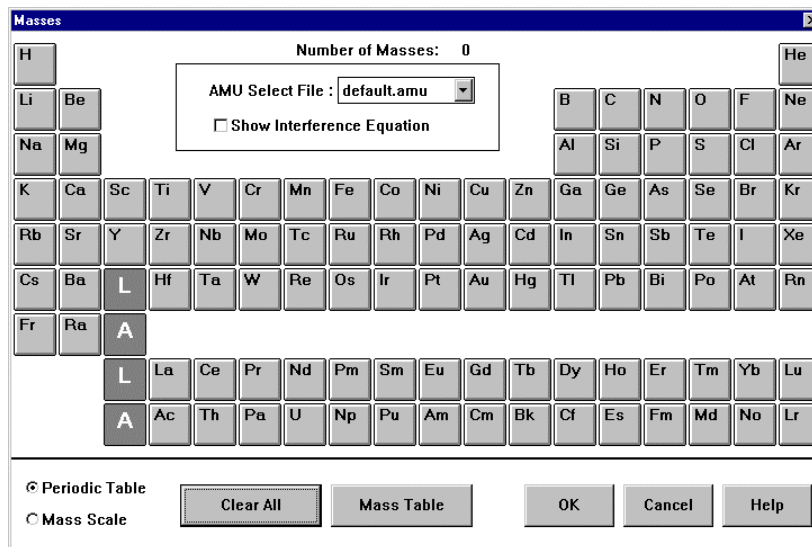 Masses
Number of Masses: 0
H He
AMU Select File : default.amu
Li Be B C N O F Ne
Show Interference Equation
Na Mg Al Si P S Cl Ar
K Ca Sc Ti V Cr Mn Fe Co Ni Cu Zn Ga Ge As Se Br Kr
Rb Sr Y Zr Nb Mo Tc Ru Rh Pd Ag Cd In Sn Sb Te I Xe
Cs Ba L Hf Ta W Re Os Ir Pt Au Hg Tl Pb Bi Po At Rn
Fr Ra A
L La Ce Pr Nd Pm Sm Eu Gd Tb Dy Ho Er Tm Yb Lu
A Ac Th Pa U Np Pu Am Cm Bk Cf Es Fm Md No Lr
Periodic Table
Mass Scale
Clear All Mass Table OK Cancel Help